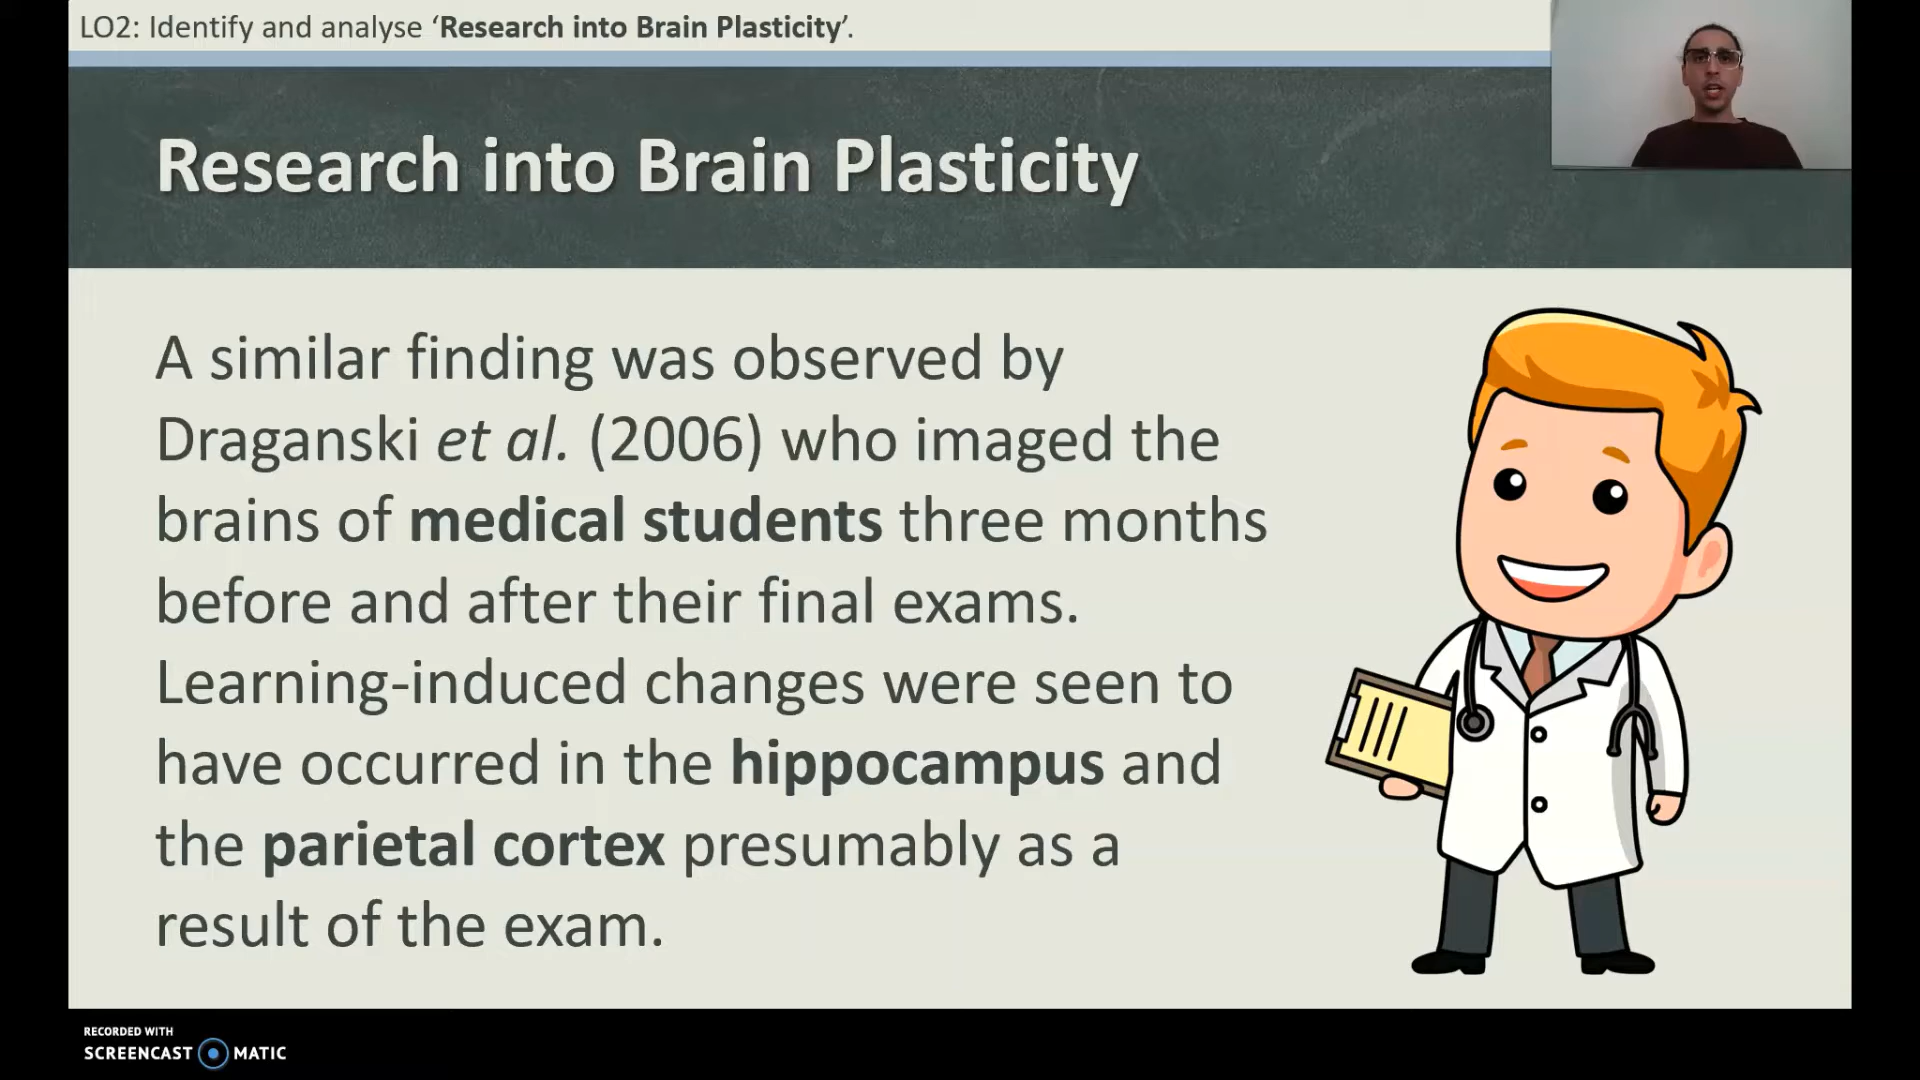 LO2: Identify and analyse ‘Research into Brain Plasticity’.
Research into Brain Plasticity
A similar finding was observed by
Draganski et al. (2006) who imaged the
brains of medical students three months
before and after their final exams.
Learning-induced changes were seen to
have occurred in the hippocampus and
the parietal cortex presumably as a
result of the exam.
RECORDED WITH
SCREENCAST MATIC